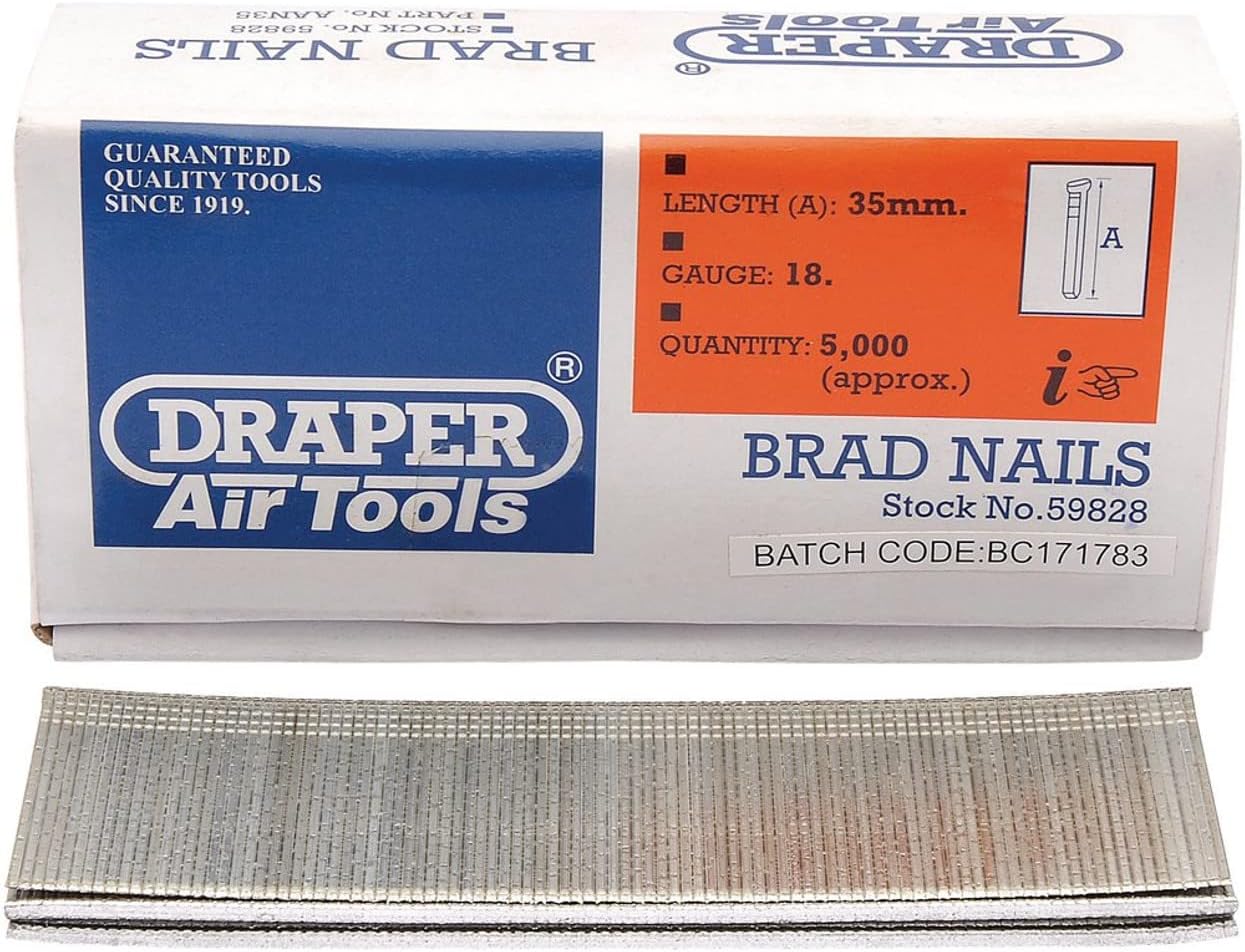 PART No. AAN35
STOCK No. 59828
BRAD NAILS
DRAPER
Air Tools
®
GUARANTEED
QUALITY TOOLS
SINCE 1919.
®
DRAPER
Air Tools
LENGTH (A): 35mm.
GAUGE: 18.
QUANTITY: 5,000
(approx.)
A
i
BRAD NAILS
Stock No.59828
BATCH CODE:BC171783